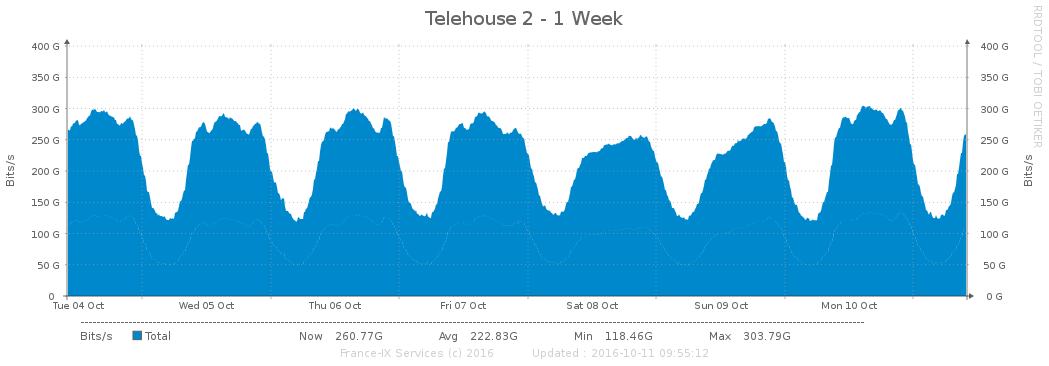 Telehouse 2 - 1 Week
RRDTOOL / TOBI OETIKER
Bits/s
400 G
350 G
300 G
250 G
200 G
150 G
100 G
50 G
0
400 G
350 G
300 G
250 G
200 G
150 G
100 G
50 G
0 G
Bits/s
Tue 04 Oct Wed 05 Oct Thu 06 Oct Fri 07 Oct Sat 08 Oct Sun 09 Oct Mon 10 Oct
Bits/s Total Now 260.77G Avg 222.83G Min 118.46G Max 303.79G
France-IX Services (c) 2016 Updated : 2016-10-11 09:55:12